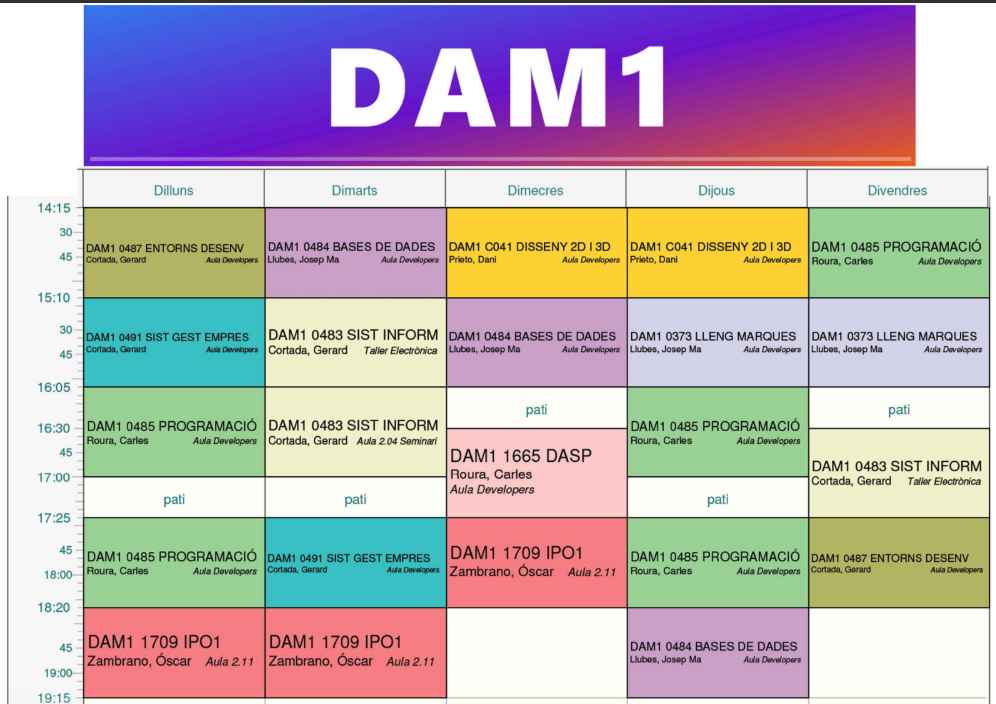 DAM1
Dilluns Dimarts Dimecres Dijous Divendres
14:15
30
45
DAM1 0487 ENTORNS DESENV
Cortada, Gerard Aula Developers
DAM1 0484 BASES DE DADES
Llubes, Josep Ma Aula Developers
DAM1 C041 DISSENY 2D I 3D
Prieto, Dani Aula Developers
DAM1 C041 DISSENY 2D I 3D
Prieto, Dani Aula Developers
DAM1 0485 PROGRAMACIÓ
Roura, Carles Aula Developers
15:10
30
45
DAM1 0491 SIST GEST EMPRES
Cortada, Gerard Aula Developers
DAM1 0483 SIST INFORM
Cortada, Gerard Taller Electrònica
DAM1 0484 BASES DE DADES
Llubes, Josep Ma Aula Developers
DAM1 0373 LLENG MARQUES
Llubes, Josep Ma Aula Developers
DAM1 0373 LLENG MARQUES
Llubes, Josep Ma Aula Developers
16:05
16:30
45
DAM1 0485 PROGRAMACIÓ
Roura, Carles Aula Developers
DAM1 0483 SIST INFORM
Cortada, Gerard Aula 2.04 Seminari
pati
DAM1 1665 DASP
Roura, Carles
Aula Developers
DAM1 0485 PROGRAMACIÓ
Roura, Carles Aula Developers
pati
DAM1 0483 SIST INFORM
Cortada, Gerard Taller Electrònica
17:00
pati
pati
pati
17:25
45
18:00
DAM1 0485 PROGRAMACIÓ
Roura, Carles Aula Developers
DAM1 0491 SIST GEST EMPRES
Cortada, Gerard Aula Developers
DAM1 1709 IPO1
Zambrano, Óscar Aula 2.11
DAM1 0485 PROGRAMACIÓ
Roura, Carles Aula Developers
DAM1 0487 ENTORNS DESENV
Cortada, Gerard Aula Developers
18:20
45
19:00
DAM1 1709 IPO1
Zambrano, Óscar Aula 2.11
DAM1 1709 IPO1
Zambrano, Óscar Aula 2.11
DAM1 0484 BASES DE DADES
Llubes, Josep Ma Aula Developers
19:15